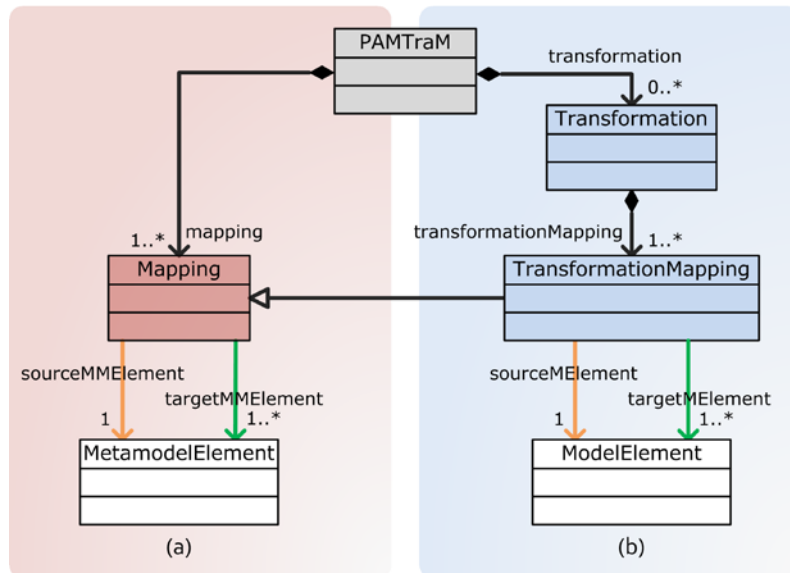 PAMTraM
transformation
0..*
Transformation
1..*
mapping
transformationMapping
1..*
Mapping
TransformationMapping
sourceMMElement
sourceMElement
targetMMElement
targetMElement
1
1..*
1
1..*
MetamodelElement
ModelElement
(a)
(b)